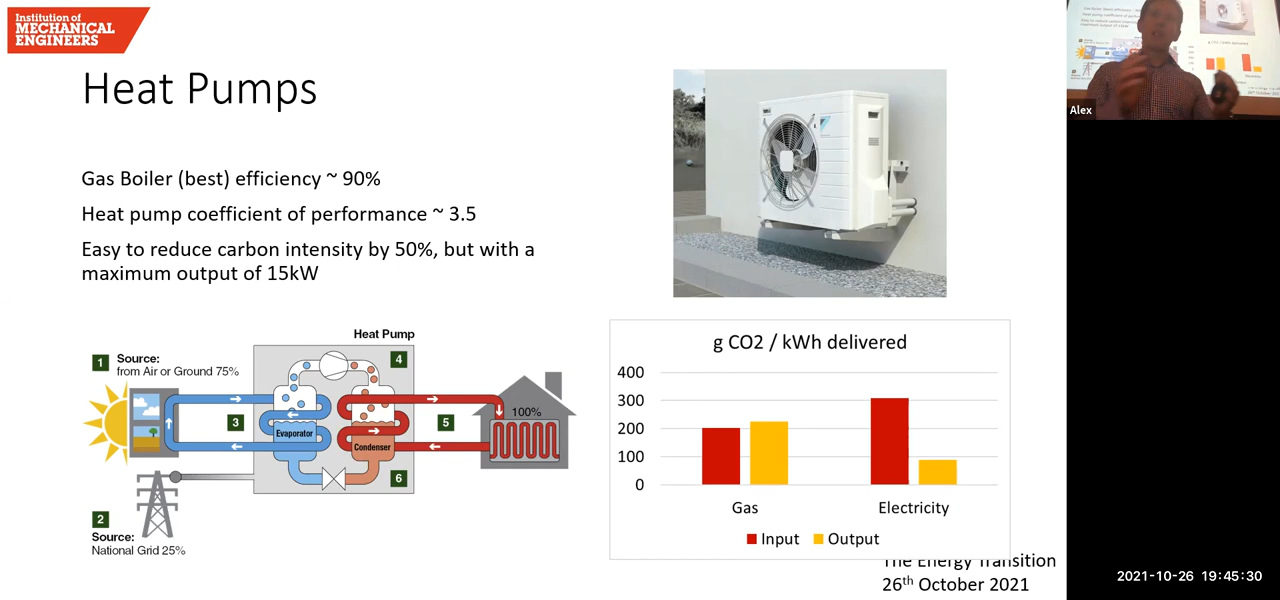 Institution of
MECHANICAL
ENGINEERS
Heat Pumps
Gas Boiler (best) efficiency ~ 90%
Heat pump coefficient of performance ~ 3.5
Easy to reduce carbon intensity by 50%, but with a
maximum output of 15kW
Heat Pump
1
Source:
from Air or Ground 75%
4
3
5
100%
Evaporator
Condenser
6
2
Source:
National Grid 25%
g CO2 / kWh delivered
400
300
200
100
0
Gas
Electricity
Input
Output
The Energy Transition
26th October 2021
Alex
2021-10-26 19:45:30